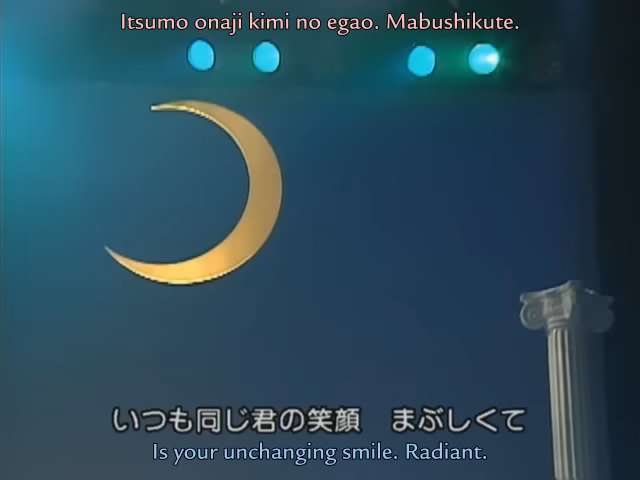 Itsumo onaji kimi no egao. Mabushikute.
いつも同じ君の笑顔　まぶしくて
Is your unchanging smile. Radiant.